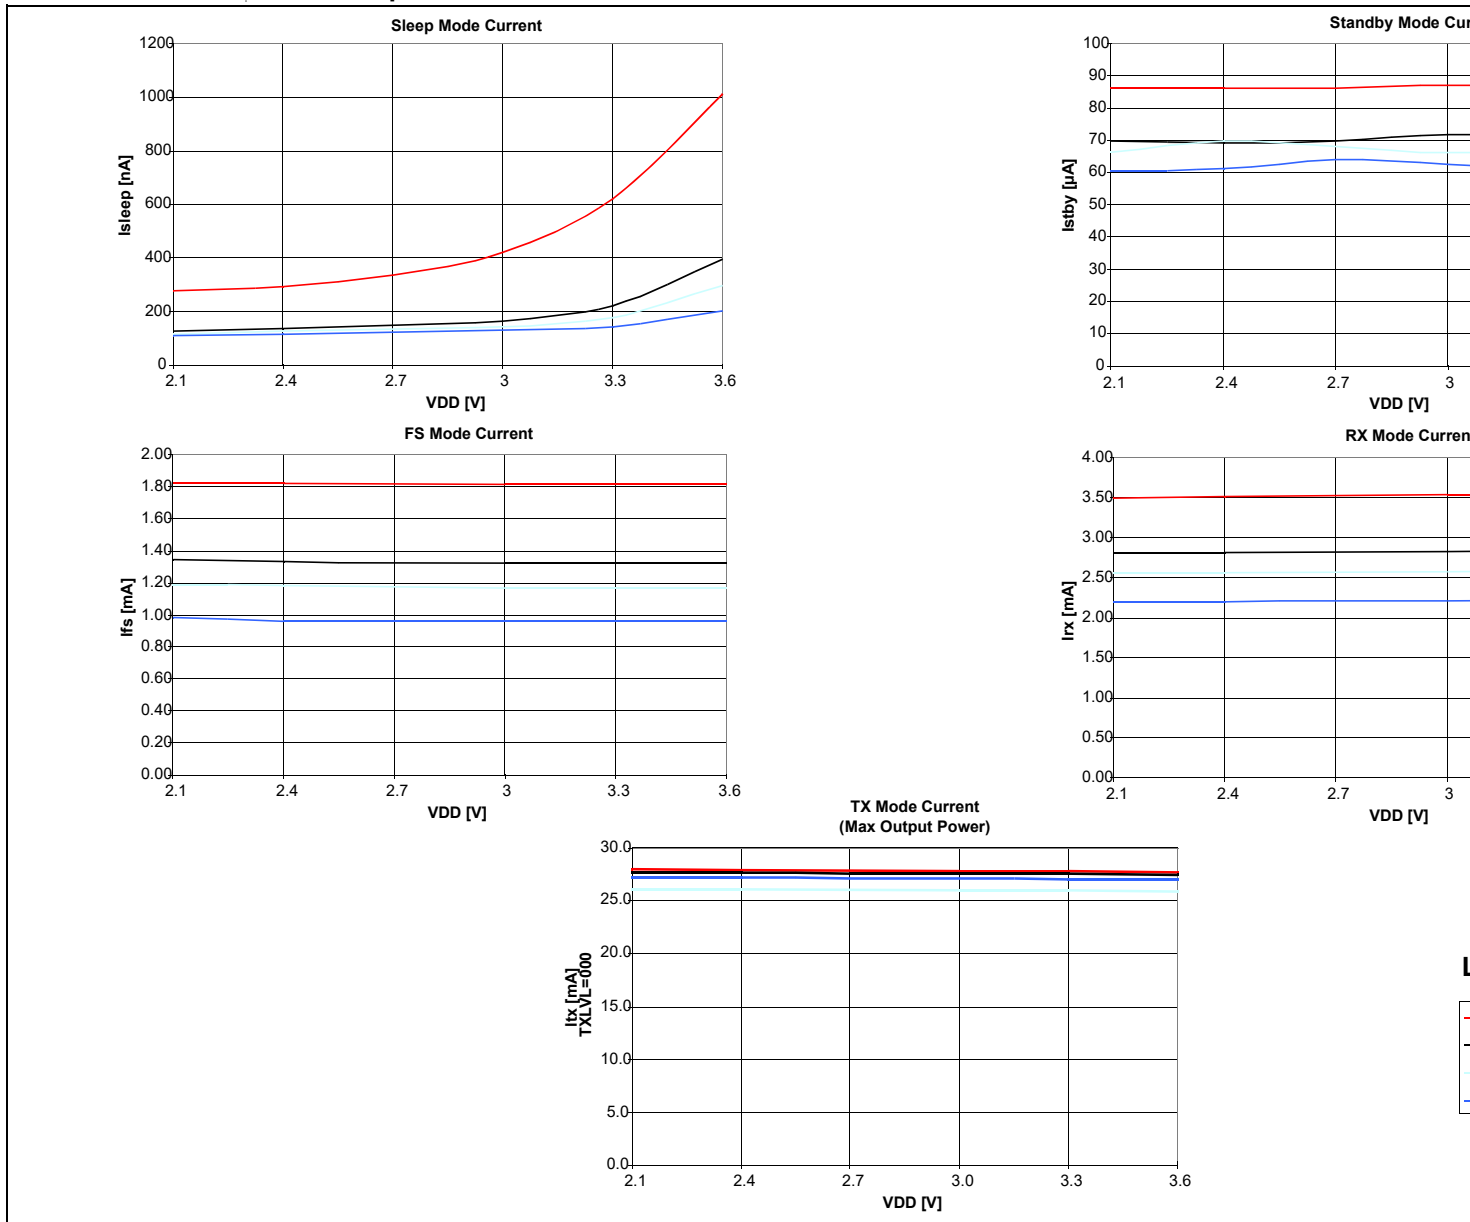 Sleep Mode Current
1200
1000
800
600
400
200
0
Isleep [nA]
2.1 2.4 2.7 3 3.3 3.6
VDD [V]
Standby Mode Cur
100
90
80
70
60
50
40
30
20
10
0
Istby [µA]
2.1 2.4 2.7 3
VDD [V]
FS Mode Current
2.00
1.80
1.60
1.40
1.20
1.00
0.80
0.60
0.40
0.20
0.00
Ifs [mA]
2.1 2.4 2.7 3 3.3 3.6
VDD [V]
RX Mode Curren
4.00
3.50
3.00
2.50
2.00
1.50
1.00
0.50
0.00
Irx [mA]
2.1 2.4 2.7 3
VDD [V]
TX Mode Current
(Max Output Power)
30.0
25.0
20.0
15.0
10.0
5.0
0.0
Itx [mA]
TXLVL=000
2.1 2.4 2.7 3.0 3.3 3.6
VDD [V]